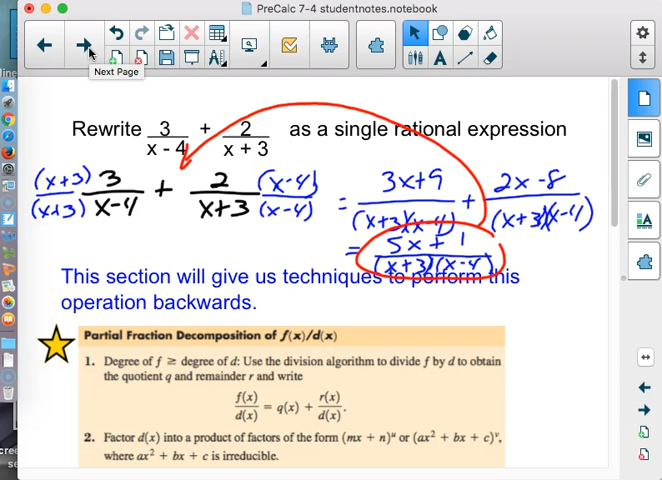 PreCalc 7-4 studentnotes.notebook
Next Page
Rewrite 3/(x - 4) + 2/(x + 3) as a single rational expression
(x+3)/(x+3) 3/(x-4) + 2/(x+3) (x-4)/(x-4) = (3x+9)/((x+3)(x-4)) + (2x-8)/((x+3)(x-4))
= (5x+1)/((x+3)(x-4))
This section will give us techniques to perform this
operation backwards.
Partial Fraction Decomposition of f(x)/d(x)
1. Degree of f ≥ degree of d: Use the division algorithm to divide f by d to obtain
the quotient q and remainder r and write
f(x)/d(x) = q(x) + r(x)/d(x).
2. Factor d(x) into a product of factors of the form (mx + n)ᵘ or (ax² + bx + c)ᵛ,
where ax² + bx + c is irreducible.